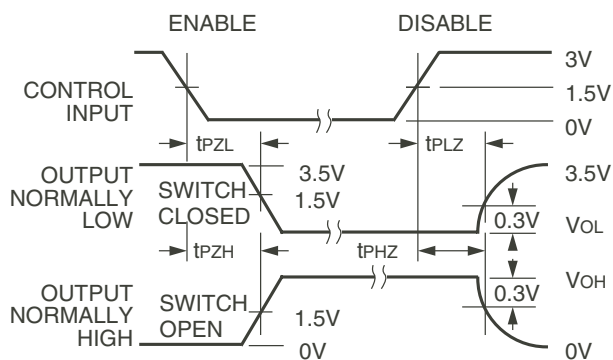 ENABLE DISABLE
3V
CONTROL INPUT
1.5V
0V
tPZL tPLZ
OUTPUT NORMALLY LOW
SWITCH CLOSED
3.5V
1.5V
3.5V
0.3V
VOL
tPZH tPHZ
OUTPUT NORMALLY HIGH
SWITCH OPEN
1.5V
0V
VOH
0.3V
0V